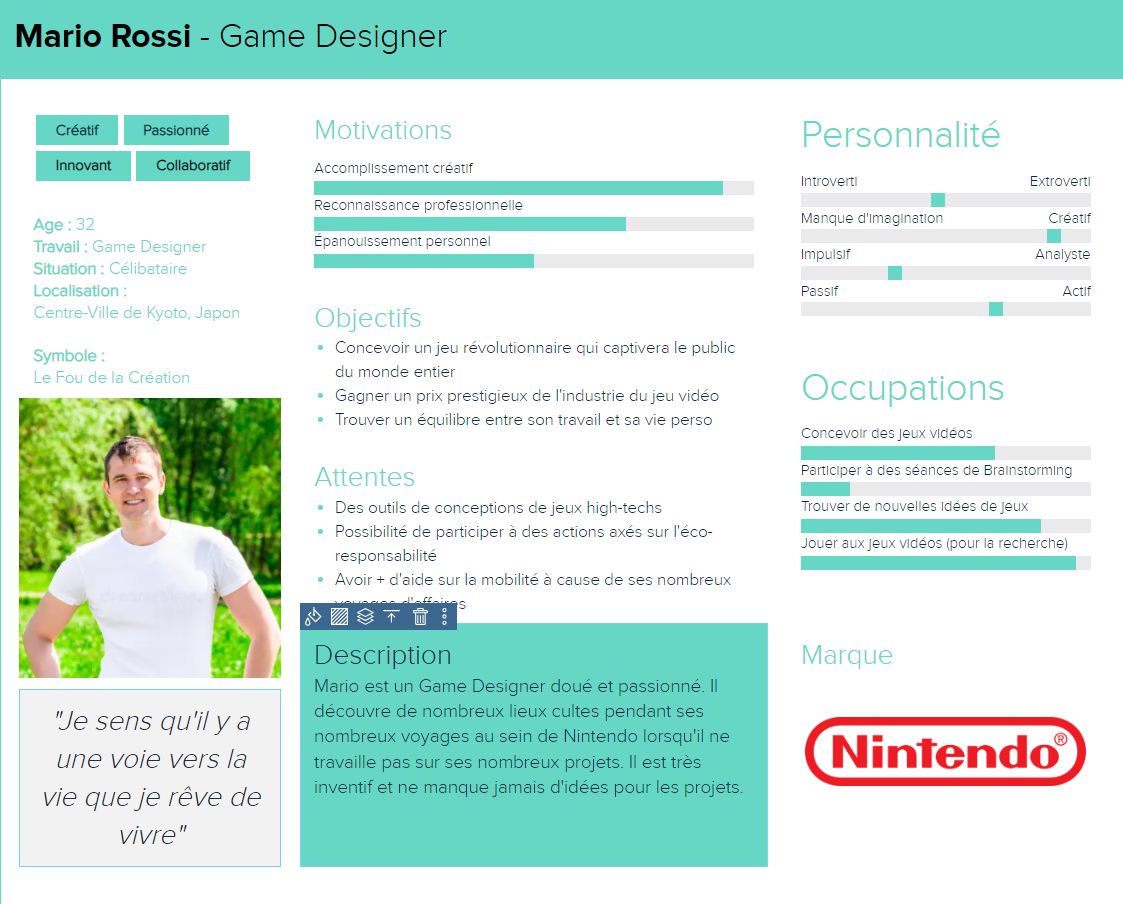 Mario Rossi - Game Designer
Créatif
Passionné
Innovant
Collaboratif
Age : 32
Travail : Game Designer
Situation : Célibataire
Localisation :
Centre-Ville de Kyoto, Japon
Symbole :
Le Fou de la Création
"Je sens qu'il y a
une voie vers la
vie que je rêve de
vivre"
Motivations
Accomplissement créatif
Reconnaissance professionnelle
Épanouissement personnel
Objectifs
• Concevoir un jeu révolutionnaire qui captivera le public
du monde entier
• Gagner un prix prestigieux de l'industrie du jeu vidéo
• Trouver un équilibre entre son travail et sa vie perso
Attentes
• Des outils de conceptions de jeux high-techs
• Possibilité de participer à des actions axés sur l'éco-
responsabilité
• Avoir + d'aide sur la mobilité à cause de ses nombreux
voyages d'affaires
Description
Mario est un Game Designer doué et passionné. Il
découvre de nombreux lieux cultes pendant ses
nombreux voyages au sein de Nintendo lorsqu'il ne
travaille pas sur ses nombreux projets. Il est très
inventif et ne manque jamais d'idées pour les projets.
Personnalité
Introverti Extroverti
Manque d'imagination Créatif
Impulsif Analyste
Passif Actif
Occupations
Concevoir des jeux vidéos
Participer à des séances de Brainstorming
Trouver de nouvelles idées de jeux
Jouer aux jeux vidéos (pour la recherche)
Marque
Nintendo®